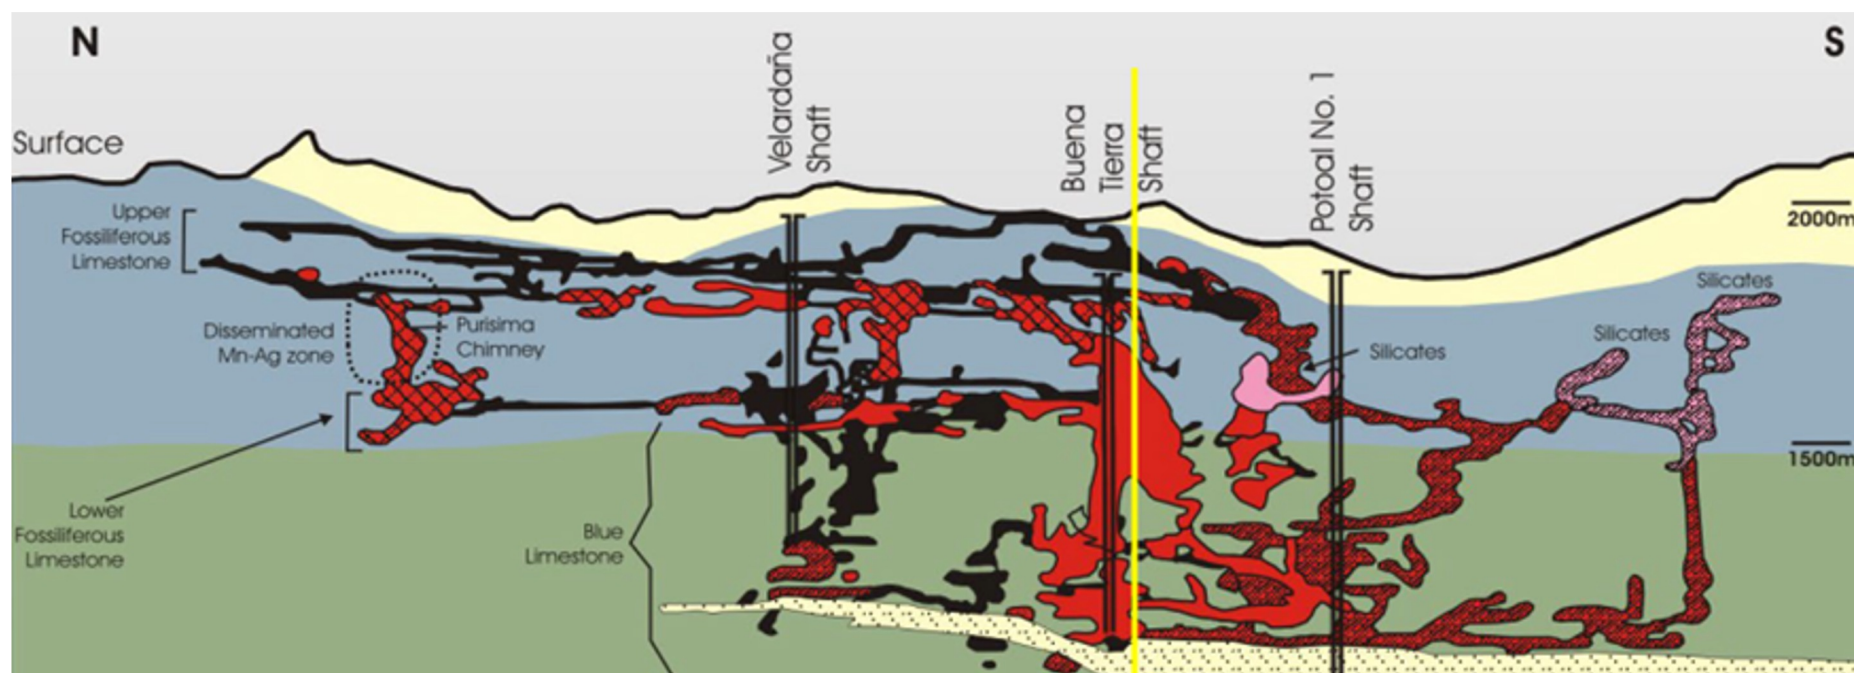 N
S
Surface
Velardaña
Shaft
Buena
Tierra
Shaft
Potoal No. 1
Shaft
2000m
Upper
Fossiliferous
Limestone
Silicates
Disseminated
Mn-Ag zone
Purisima
Chimney
Silicates
Silicates
1500m
Lower
Fossiliferous
Limestone
Blue
Limestone